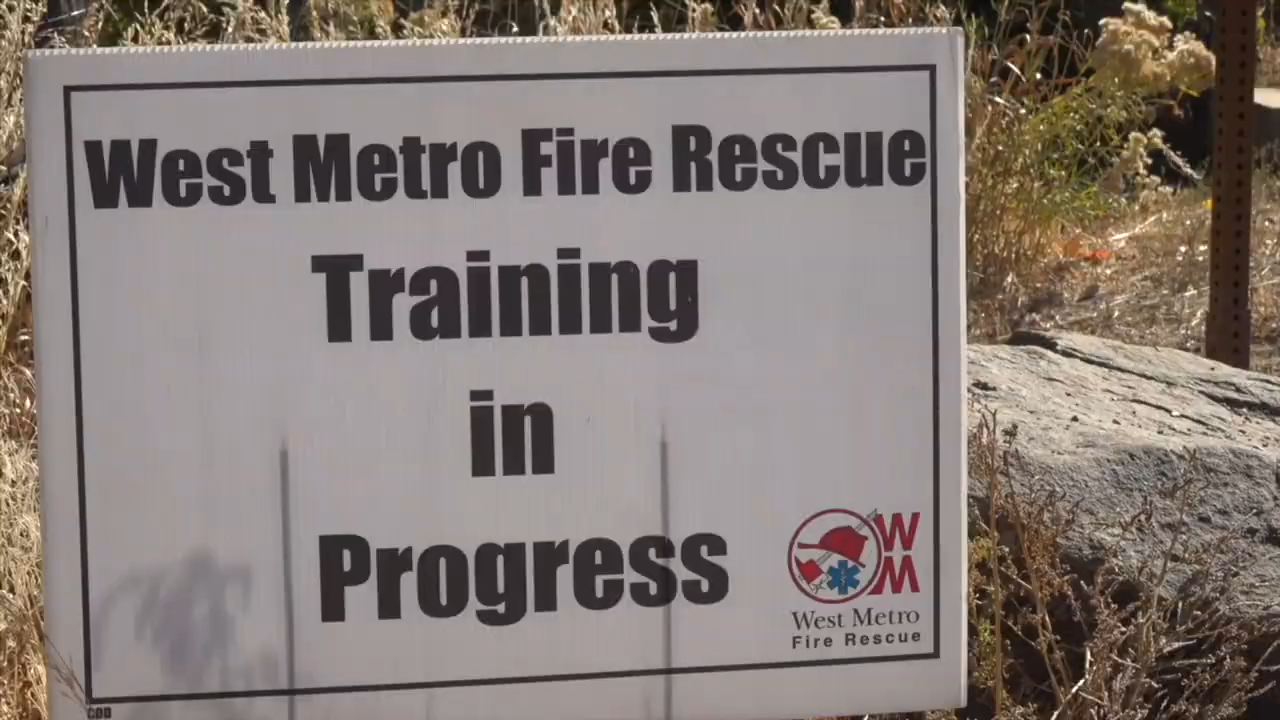 West Metro Fire Rescue
Training
in
Progress
WM
West Metro
Fire Rescue